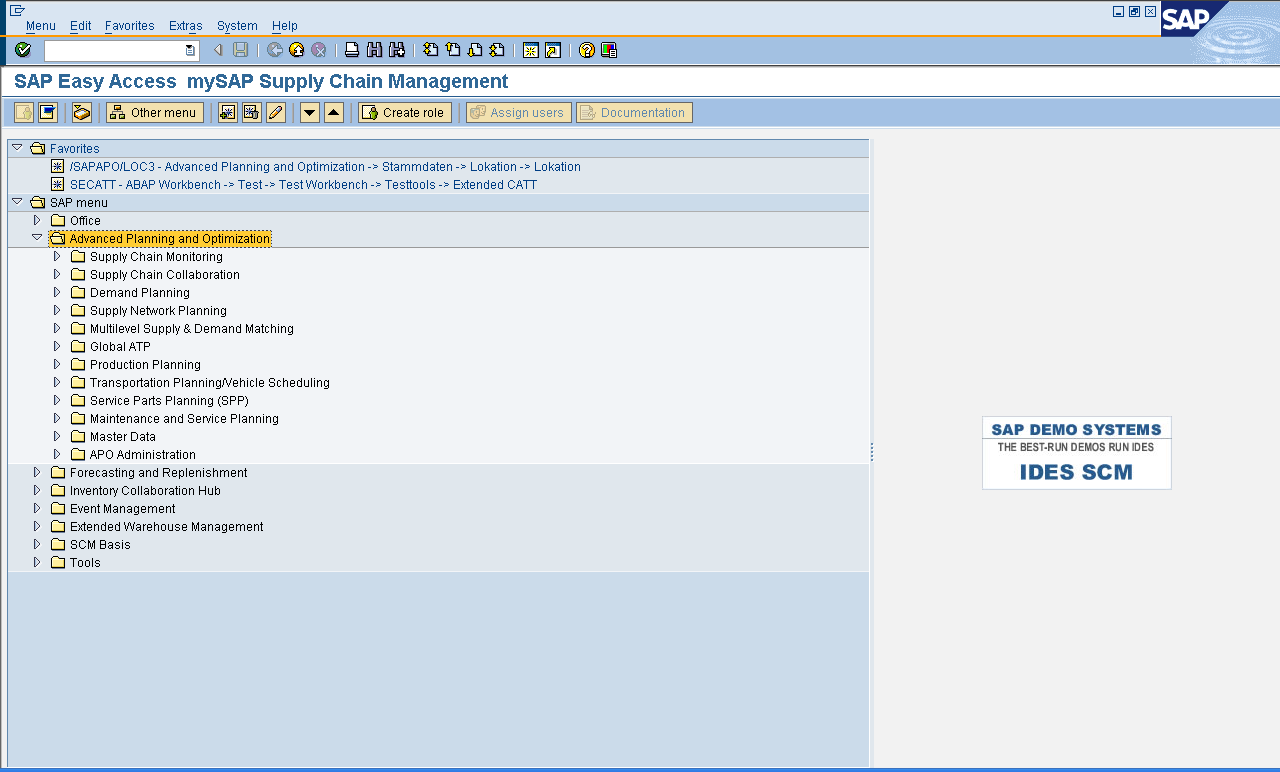 Menu Edit Favorites Extras System Help
SAP
SAP Easy Access mySAP Supply Chain Management
Other menu Create role Assign users Documentation
Favorites
/SAPAPO/LOC3 - Advanced Planning and Optimization -> Stammdaten -> Lokation -> Lokation
SECATT - ABAP Workbench -> Test -> Test Workbench -> Testtools -> Extended CATT
SAP menu
Office
Advanced Planning and Optimization
Supply Chain Monitoring
Supply Chain Collaboration
Demand Planning
Supply Network Planning
Multilevel Supply & Demand Matching
Global ATP
Production Planning
Transportation Planning/Vehicle Scheduling
Service Parts Planning (SPP)
Maintenance and Service Planning
Master Data
APO Administration
Forecasting and Replenishment
Inventory Collaboration Hub
Event Management
Extended Warehouse Management
SCM Basis
Tools
SAP DEMO SYSTEMS
THE BEST-RUN DEMOS RUN IDES
IDES SCM